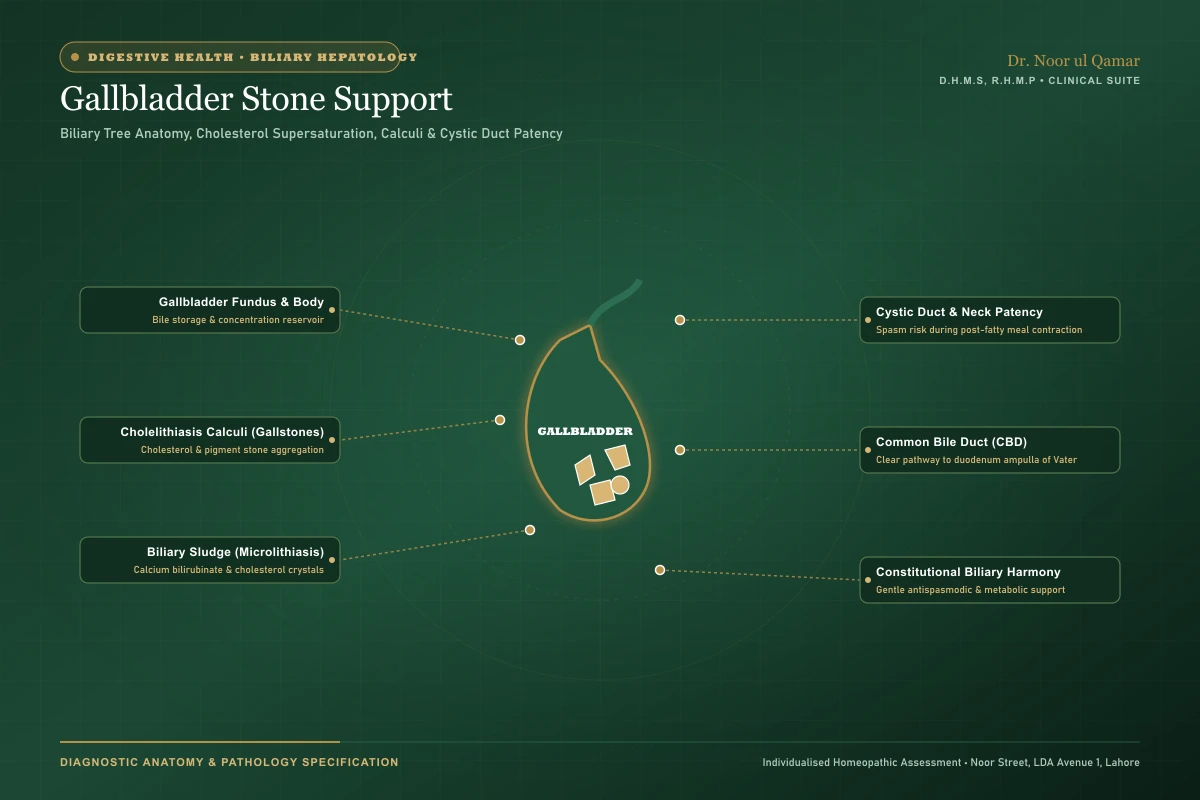 DIGESTIVE HEALTH • BILIARY HEPATOLOGY
Gallbladder Stone Support
Biliary Tree Anatomy, Cholesterol Supersaturation, Calculi & Cystic Duct Patency
Dr. Noor ul Qamar
D.H.M.S, R.H.M.P • CLINICAL SUITE
Gallbladder Fundus & Body
Bile storage & concentration reservoir
Cholelithiasis Calculi (Gallstones)
Cholesterol & pigment stone aggregation
Biliary Sludge (Microlithiasis)
Calcium bilirubinate & cholesterol crystals
GALLBLADDER
Cystic Duct & Neck Patency
Spasm risk during post-fatty meal contraction
Common Bile Duct (CBD)
Clear pathway to duodenum ampulla of Vater
Constitutional Biliary Harmony
Gentle antispasmodic & metabolic support
DIAGNOSTIC ANATOMY & PATHOLOGY SPECIFICATION
Individualised Homeopathic Assessment • Noor Street, LDA Avenue 1, Lahore